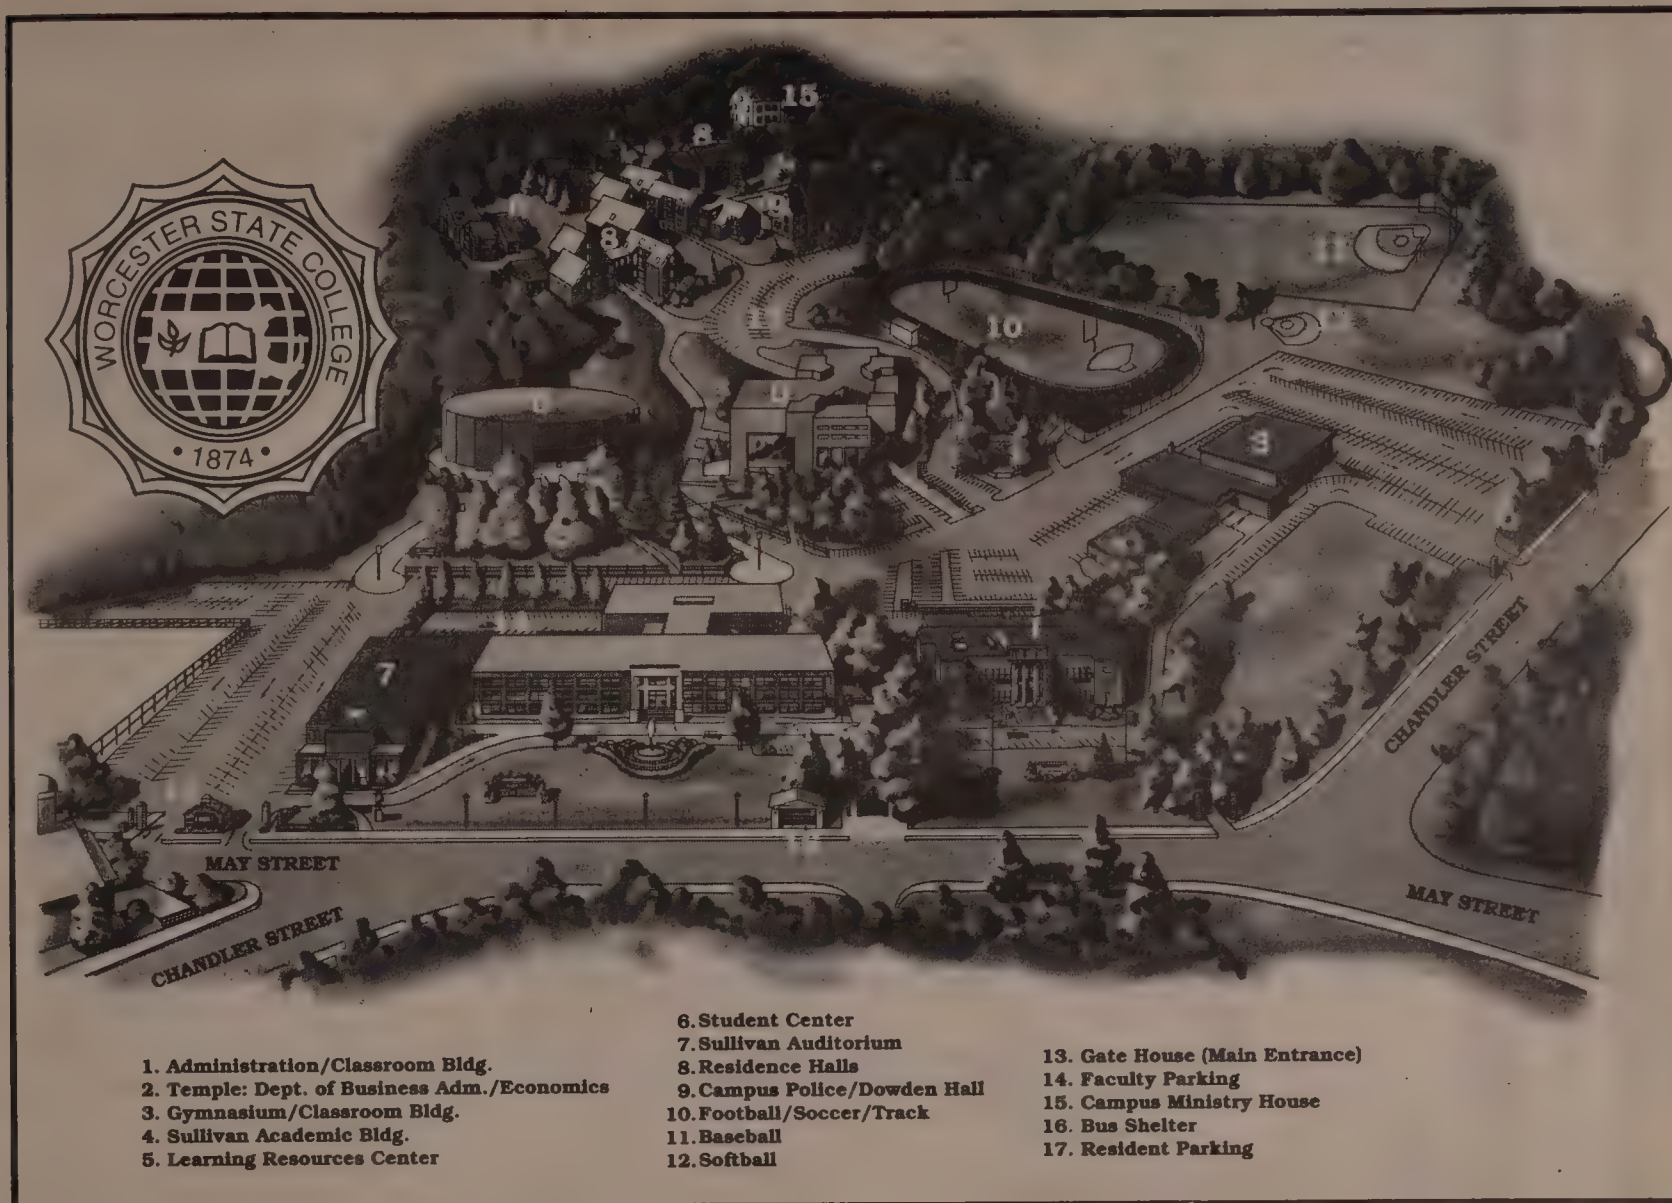 15
8
9
8
WORCESTER STATE COLLEGE
• 1874 •
10
3
1
7
CHANDLER STREET
MAY STREET
MAY STREET
CHANDLER STREET
1. Administration/Classroom Bldg.
2. Temple: Dept. of Business Adm./Economics
3. Gymnasium/Classroom Bldg.
4. Sullivan Academic Bldg.
5. Learning Resources Center
6. Student Center
7. Sullivan Auditorium
8. Residence Halls
9. Campus Police/Dowden Hall
10. Football/Soccer/Track
11. Baseball
12. Softball
13. Gate House (Main Entrance)
14. Faculty Parking
15. Campus Ministry House
16. Bus Shelter
17. Resident Parking